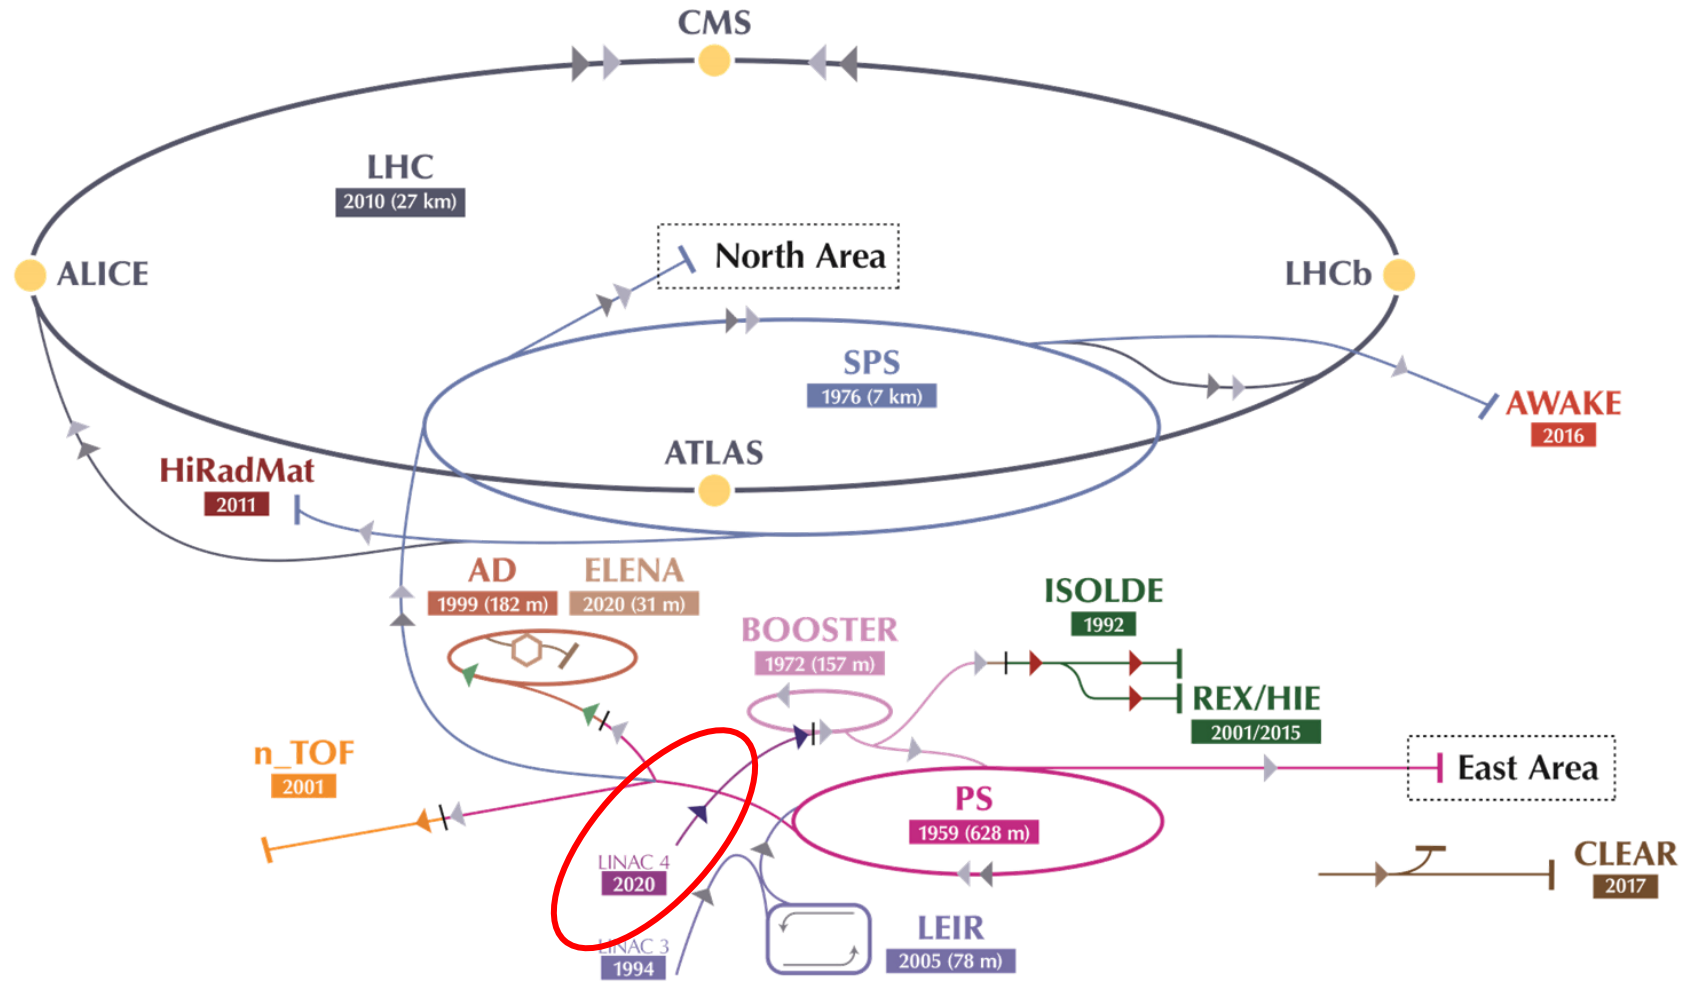 CMS
LHC
2010 (27 km)
North Area
ALICE
LHCb
SPS
1976 (7 km)
AWAKE
2016
ATLAS
HiRadMat
2011
AD
1999 (182 m)
ELENA
2020 (31 m)
ISOLDE
1992
BOOSTER
1972 (157 m)
REX/HIE
2001/2015
n_TOF
2001
East Area
PS
1959 (628 m)
LINAC 4
2020
CLEAR
2017
LINAC 3
1994
LEIR
2005 (78 m)